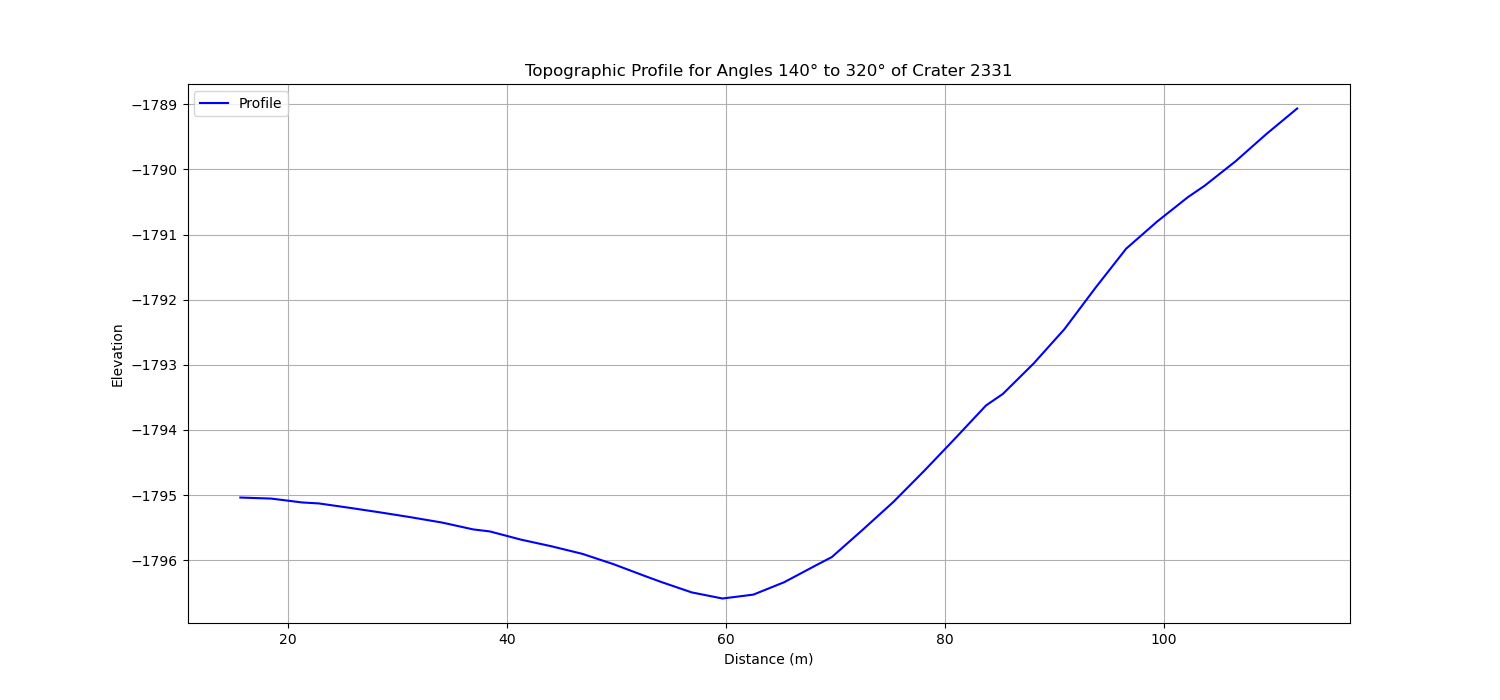 Topographic Profile for Angles 140° to 320° of Crater 2331
Profile
−1789
−1790
−1791
−1792
−1793
−1794
−1795
−1796
Elevation
20 40 60 80 100
Distance (m)